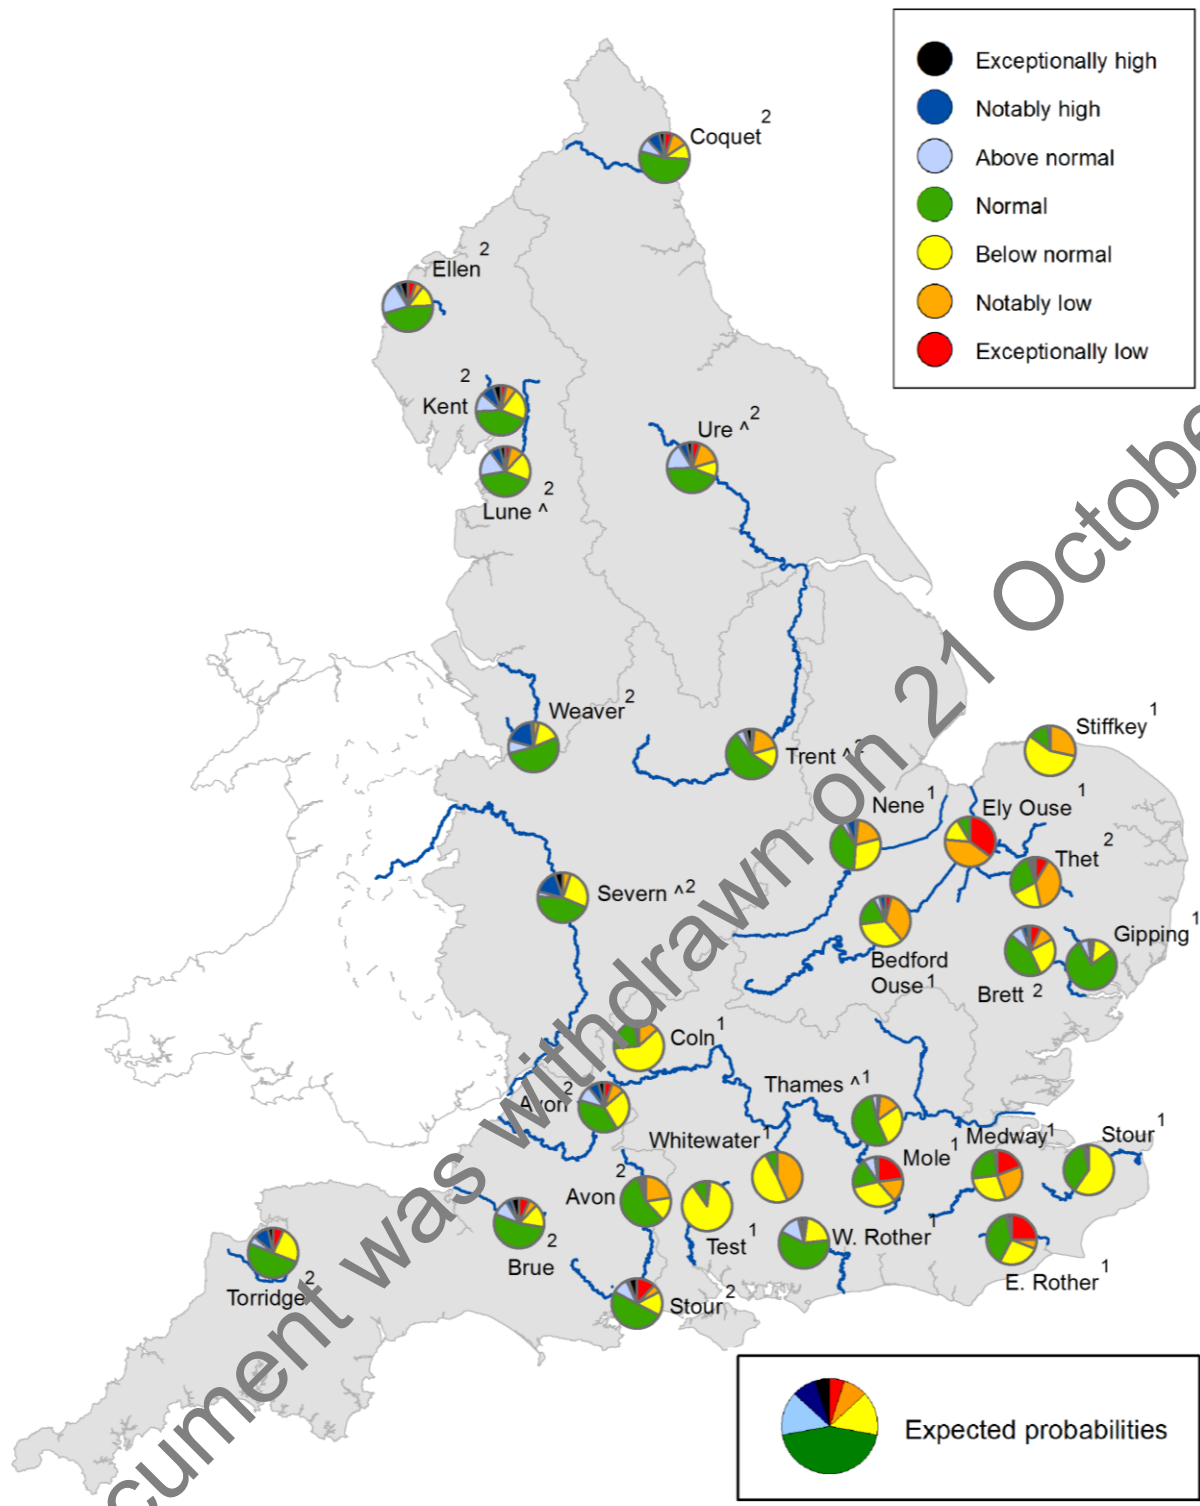 Exceptionally high
Notably high
Above normal
Normal
Below normal
Notably low
Exceptionally low
Coquet 2
Ellen 2
2
Kent
Lune ^ 2
Ure ^ 2
Weaver 2
Trent ^ 2
Stiffkey 1
Nene 1
Ely Ouse 1
Thet 2
Severn ^ 2
Bedford
Ouse 1
Gipping 1
Brett 2
Coln 1
Avon 2
Thames ^ 1
Whitewater 1
Mole 1
Medway 1
Stour 1
Avon 2
Test 1
W. Rother 1
E. Rother 1
Brue 2
Torridge 2
Stour 2
Expected probabilities
cument was withdrawn on 21 Octobe